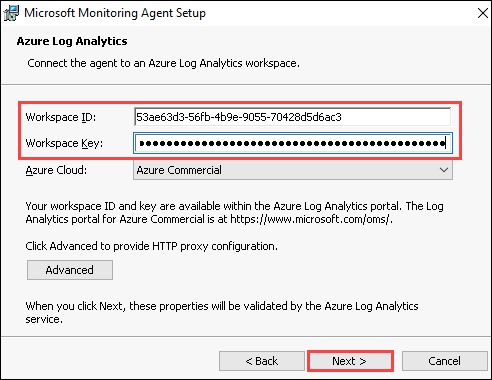 Microsoft Monitoring Agent Setup
Azure Log Analytics
Connect the agent to an Azure Log Analytics workspace.
Workspace ID: 53ae63d3-56fb-4b9e-9055-70428d5d6ac3
Workspace Key:
Azure Cloud: Azure Commercial
Your workspace ID and key are available within the Azure Log Analytics portal. The Log
Analytics portal for Azure Commercial is at https://www.microsoft.com/oms/.
Click Advanced to provide HTTP proxy configuration.
Advanced
When you click Next, these properties will be validated by the Azure Log Analytics
service.
< Back Next > Cancel